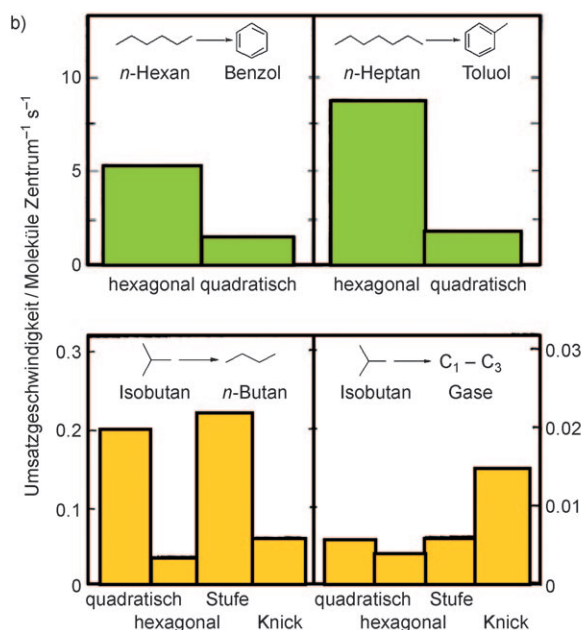 b)
n-Hexan Benzol
n-Heptan Toluol
10
5
0
hexagonal quadratisch
hexagonal quadratisch
Umsatzgeschwindigkeit / Moleküle Zentrum⁻¹ s⁻¹
0.3
0.2
0.1
0
Isobutan n-Butan
Isobutan C₁ – C₃
Gase
0.03
0.02
0.01
0
quadratisch Stufe
hexagonal Knick
quadratisch Stufe
hexagonal Knick